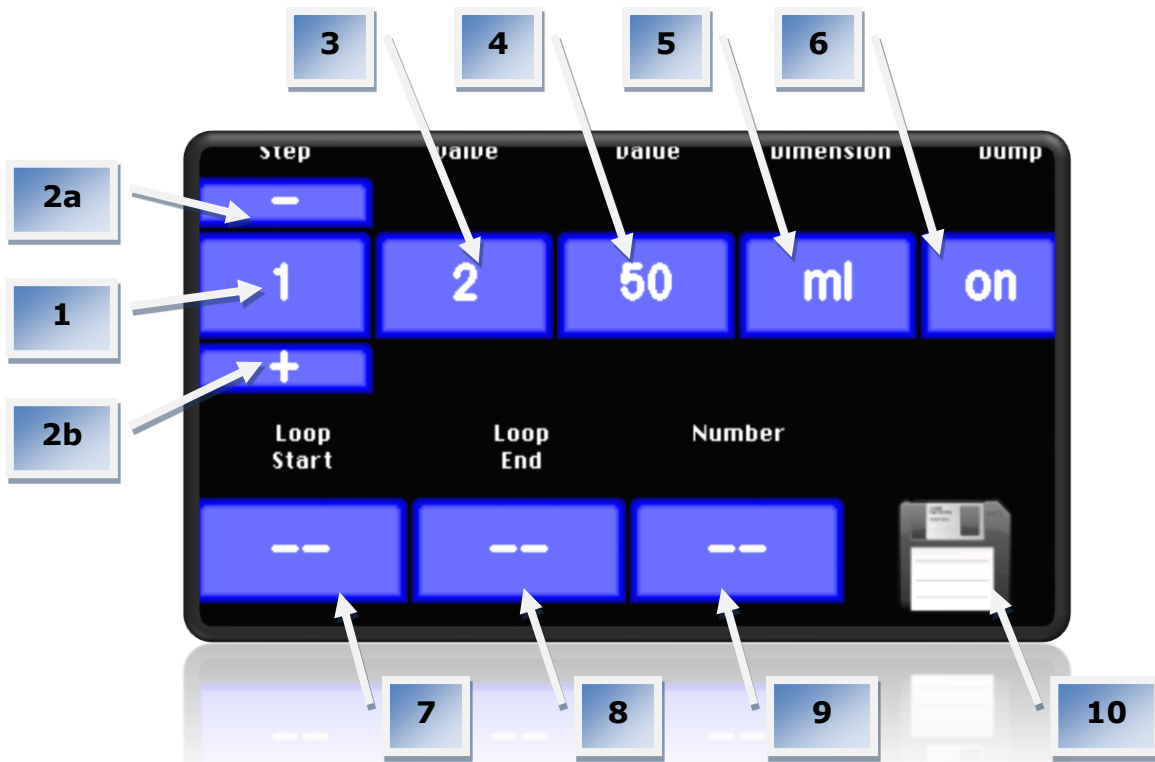 3 4 5 6
Step Valve Value Dimension
2a −
1 1 2 50 ml on
2b +
Loop Start
Loop End
Number
-- -- --
7 8 9 10